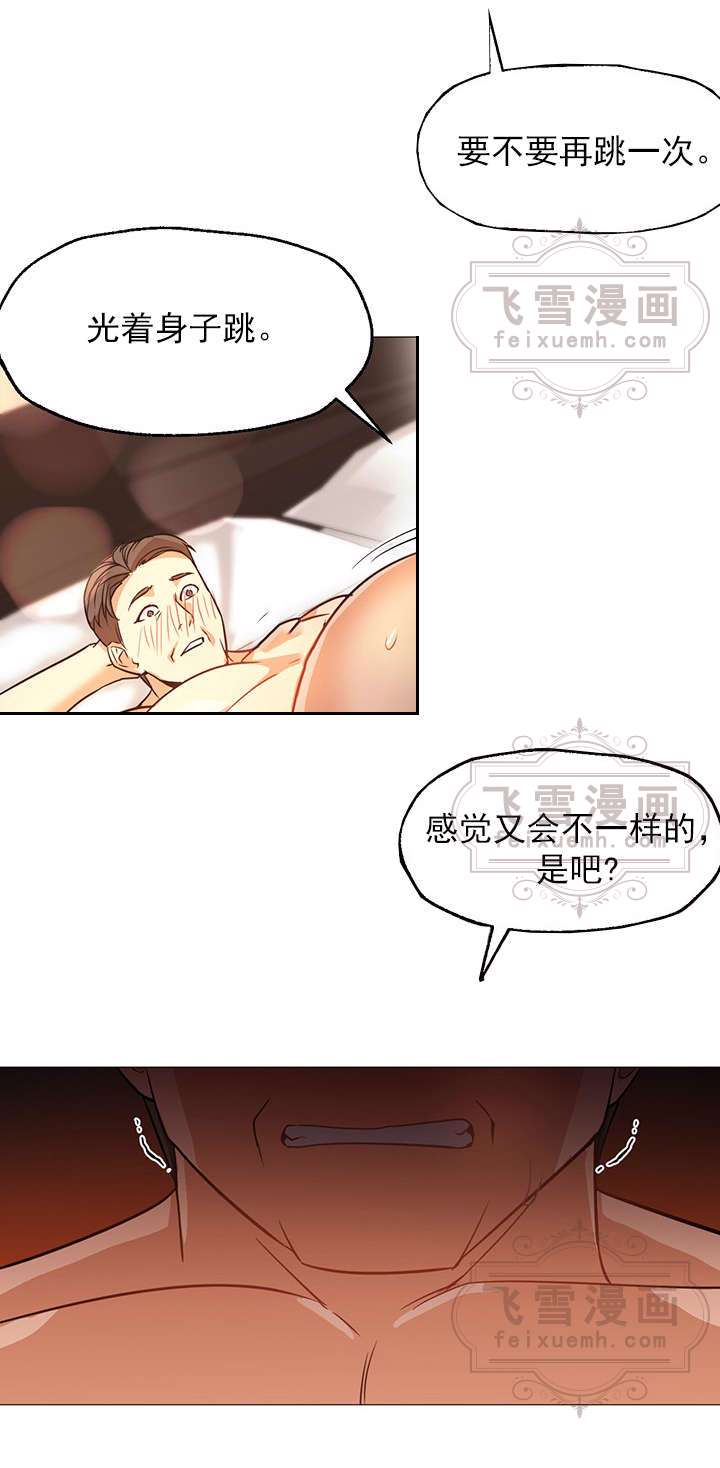 要不要再跳一次。
飞雪漫画
feixuemh.com
光着身子跳。
飞雪漫画
feixuemh.com
感觉又会不一样的，
是吧?
飞雪漫画
feixuemh.com